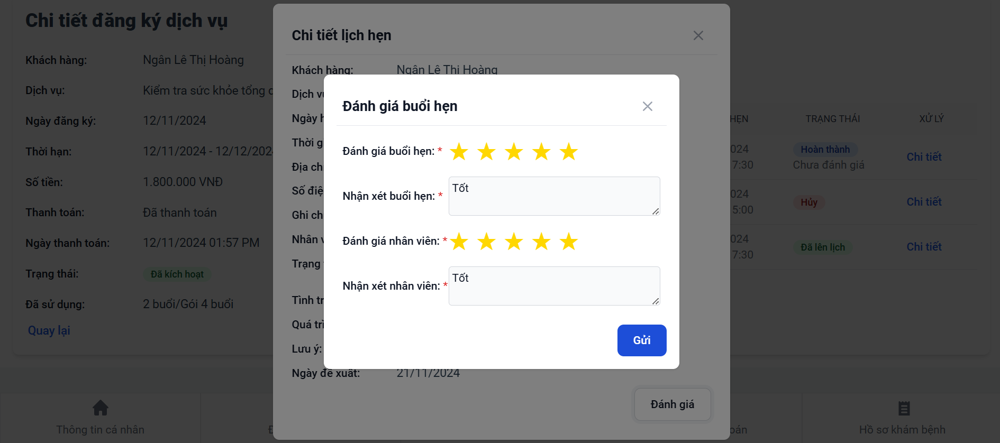 Chi tiết đăng ký dịch vụ
Khách hàng: Ngân Lê Thị Hoàng
Dịch vụ: Kiểm tra sức khỏe tổng
Ngày đăng ký: 12/11/2024
Thời hạn: 12/11/2024 - 12/12/202
Số tiền: 1.800.000 VNĐ
Thanh toán: Đã thanh toán
Ngày thanh toán: 12/11/2024 01:57 PM
Trạng thái: Đã kích hoạt
Đã sử dụng: 2 buổi/Gói 4 buổi
Quay lại
Chi tiết lịch hẹn
Khách hàng: Ngân Lê Thị Hoàng
Dịch
Ngày
Thời
Địa
Số
Ghi
Nhân
Trạng
Tình
Quá
Lưu ý:
Ngày đề xuất: 21/11/2024
Đánh giá
Đánh giá buổi hẹn
Đánh giá buổi hẹn: *
Nhận xét buổi hẹn: * Tốt
Đánh giá nhân viên: *
Nhận xét nhân viên: * Tốt
Gửi
HẸN TRẠNG THÁI XỬ LÝ
024 Hoàn thành Chi tiết
7:30 Chưa đánh giá
024 Hủy Chi tiết
5:00
024 Đã lên lịch Chi tiết
7:30
Thông tin cá nhân
Hồ sơ khám bệnh